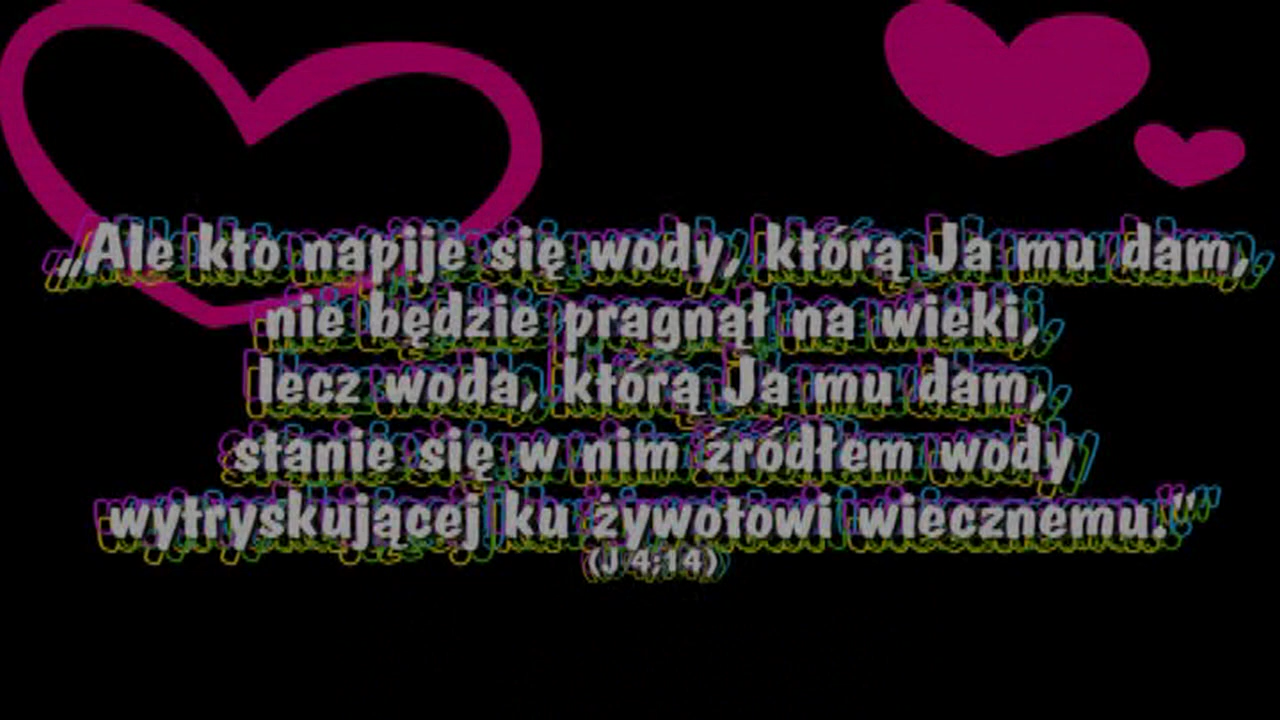 „Ale kto napije się wody, którą Ja mu dam,
nie będzie pragnął na wieki,
lecz woda, którą Ja mu dam,
stanie się w nim źródłem wody
wytryskującej ku żywotowi wiecznemu.”
(J 4;14)